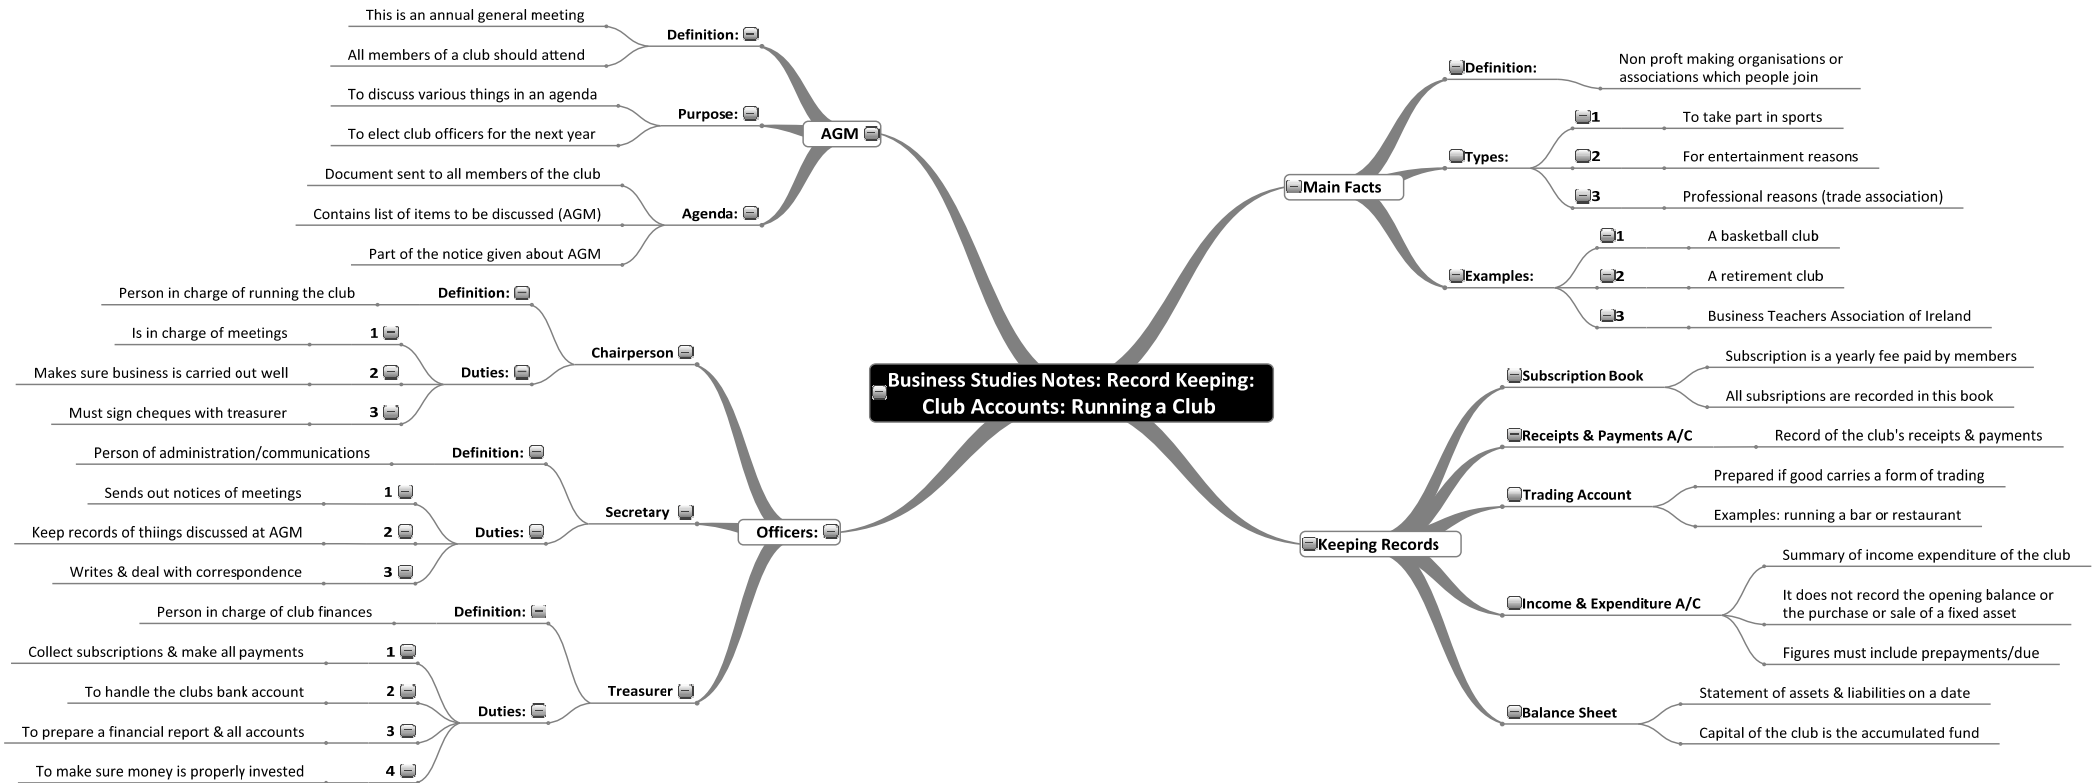 Business Studies Notes: Record Keeping:
Club Accounts: Running a Club
AGM
Definition:
This is an annual general meeting
All members of a club should attend
Purpose:
To discuss various things in an agenda
To elect club officers for the next year
Agenda:
Document sent to all members of the club
Contains list of items to be discussed (AGM)
Part of the notice given about AGM
Officers:
Chairperson
Definition:
Person in charge of running the club
Duties:
1
Is in charge of meetings
2
Makes sure business is carried out well
3
Must sign cheques with treasurer
Secretary
Definition:
Person of administration/communications
Duties:
1
Sends out notices of meetings
2
Keep records of thiings discussed at AGM
3
Writes & deal with correspondence
Treasurer
Definition:
Person in charge of club finances
Duties:
1
Collect subscriptions & make all payments
2
To handle the clubs bank account
3
To prepare a financial report & all accounts
4
To make sure money is properly invested
Main Facts
Definition:
Non proft making organisations or
associations which people join
Types:
1
To take part in sports
2
For entertainment reasons
3
Professional reasons (trade association)
Examples:
1
A basketball club
2
A retirement club
3
Business Teachers Association of Ireland
Keeping Records
Subscription Book
Subscription is a yearly fee paid by members
All subsriptions are recorded in this book
Receipts & Payments A/C
Record of the club's receipts & payments
Trading Account
Prepared if good carries a form of trading
Examples: running a bar or restaurant
Income & Expenditure A/C
Summary of income expenditure of the club
It does not record the opening balance or
the purchase or sale of a fixed asset
Figures must include prepayments/due
Balance Sheet
Statement of assets & liabilities on a date
Capital of the club is the accumulated fund